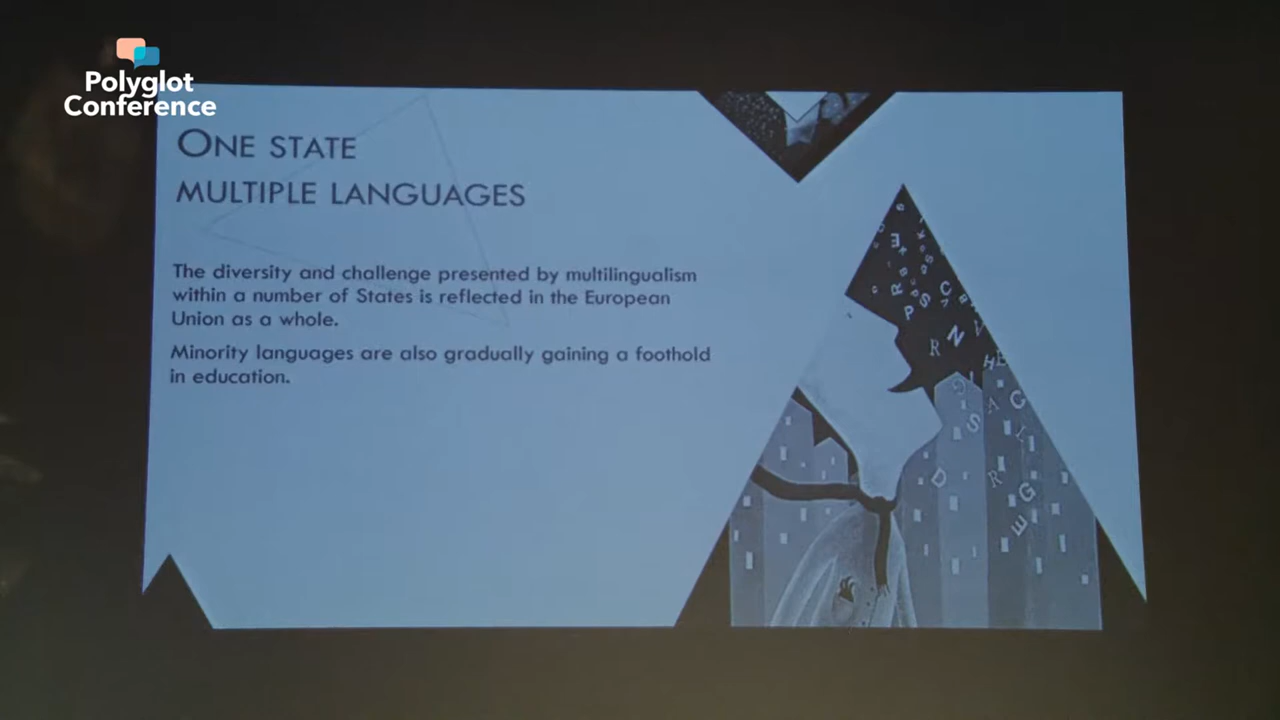 Polyglot
Conference
ONE STATE
MULTIPLE LANGUAGES
The diversity and challenge presented by multilingualism
within a number of States is reflected in the European
Union as a whole.
Minority languages are also gradually gaining a foothold
in education.